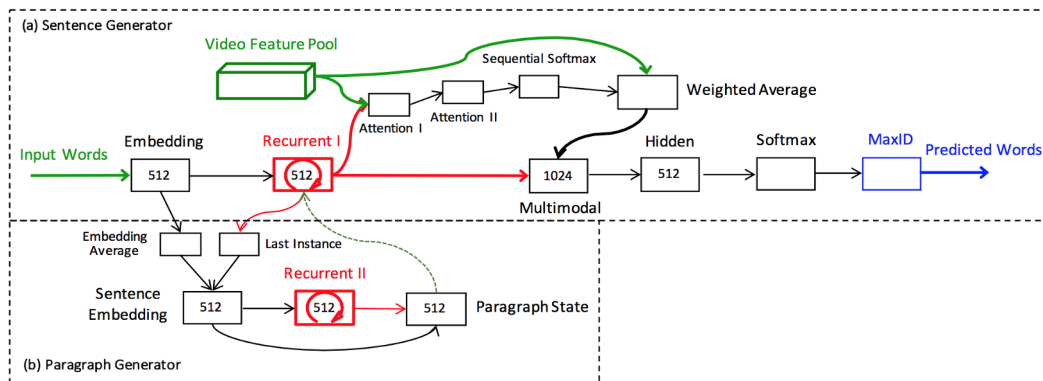 (a) Sentence Generator
Video Feature Pool
Sequential Softmax
Weighted Average
Attention I
Attention II
Input Words
Embedding
512
Recurrent I
512
1024
Multimodal
Hidden
512
Softmax
MaxID
Predicted Words
Embedding
Average
Last Instance
Sentence
Embedding
512
Recurrent II
512
512
Paragraph State
(b) Paragraph Generator